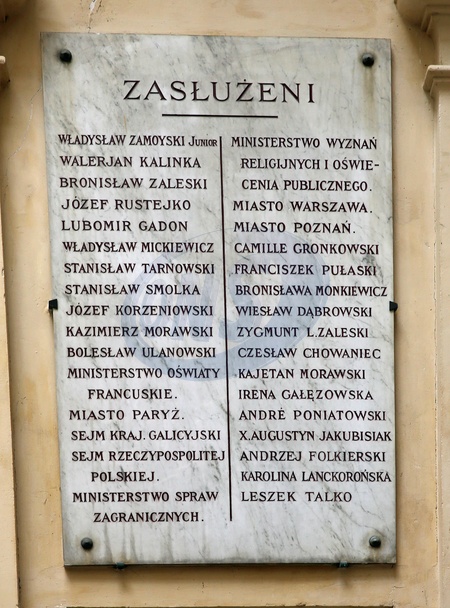 ZASŁUŻENI
WŁADYSŁAW ZAMOYSKI JUNIOR
WALERJAN KALINKA
BRONISŁAW ZALESKI
JÓZEF RUSTEJKO
LUBOMIR GADON
WŁADYSŁAW MICKIEWICZ
STANISŁAW TARNOWSKI
STANISŁAW SMOLKA
JÓZEF KORZENIOWSKI
KAZIMIERZ MORAWSKI
BOLESŁAW ULANOWSKI
MINISTERSTWO OŚWIATY
FRANCUSKIE.
MIASTO PARYŻ.
SEJM KRAJ. GALICYJSKI
SEJM RZECZYPOSPOLITEJ
POLSKIEJ.
MINISTERSTWO SPRAW
ZAGRANICZNYCH.
MINISTERSTWO WYZNAŃ
RELIGIJNYCH I OŚWIE-
CENIA PUBLICZNEGO.
MIASTO WARSZAWA.
MIASTO POZNAŃ.
CAMILLE GRONKOWSKI
FRANCISZEK PUŁASKI
BRONISŁAWA MONKIEWICZ
WIESŁAW DĄBROWSKI
ZYGMUNT L.ZALESKI
CZESŁAW CHOWANIEC
KAJETAN MORAWSKI
IRENA GAŁĘZOWSKA
ANDRÉ PONIATOWSKI
X.AUGUSTYN JAKUBISIAK
ANDRZEJ FOLKIERSKI
KAROLINA LANCKOROŃSKA
LESZEK TALKO